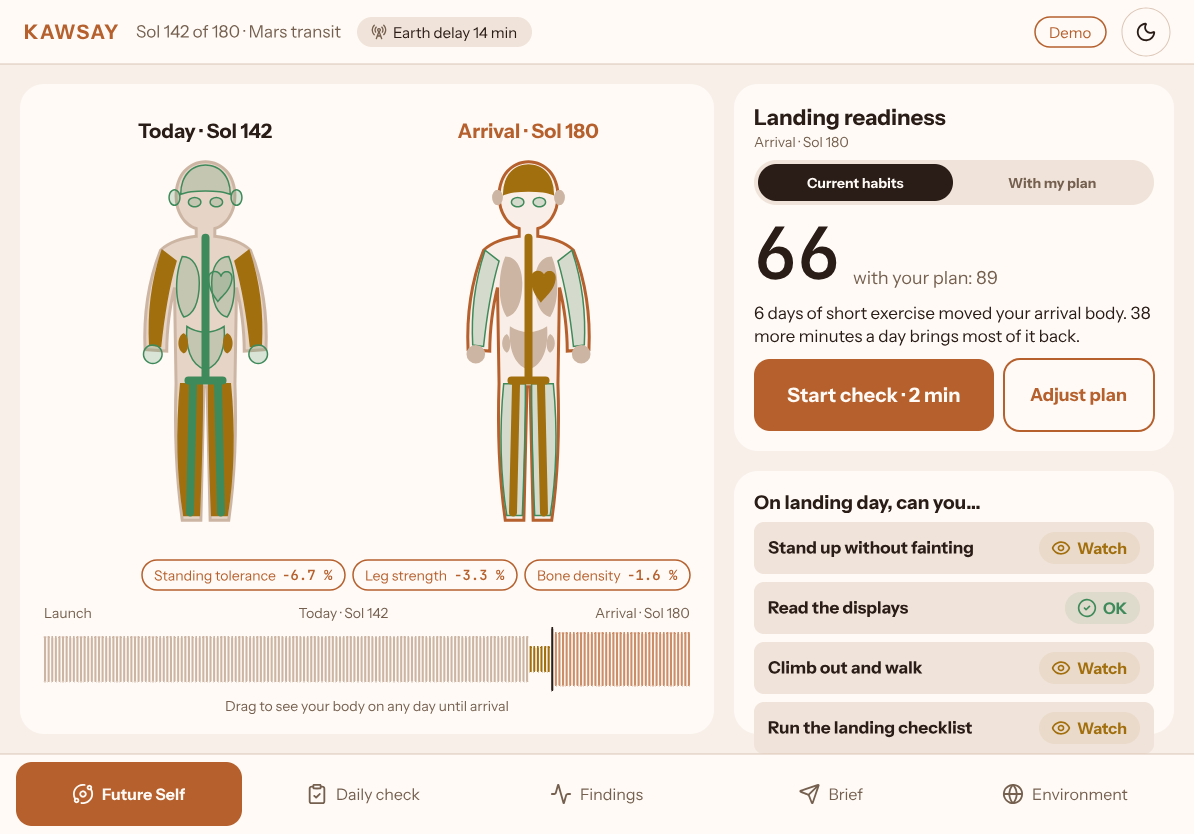 KAWSAY
Sol 142 of 180 · Mars transit
Earth delay 14 min
Demo
Today · Sol 142
Arrival · Sol 180
Standing tolerance -6.7 %
Leg strength -3.3 %
Bone density -1.6 %
Launch
Today · Sol 142
Arrival · Sol 180
Drag to see your body on any day until arrival
Landing readiness
Arrival · Sol 180
Current habits
With my plan
66
with your plan: 89
6 days of short exercise moved your arrival body. 38
more minutes a day brings most of it back.
Start check · 2 min
Adjust plan
On landing day, can you...
Stand up without fainting
Watch
Read the displays
OK
Climb out and walk
Watch
Run the landing checklist
Watch
Future Self
Daily check
Findings
Brief
Environment